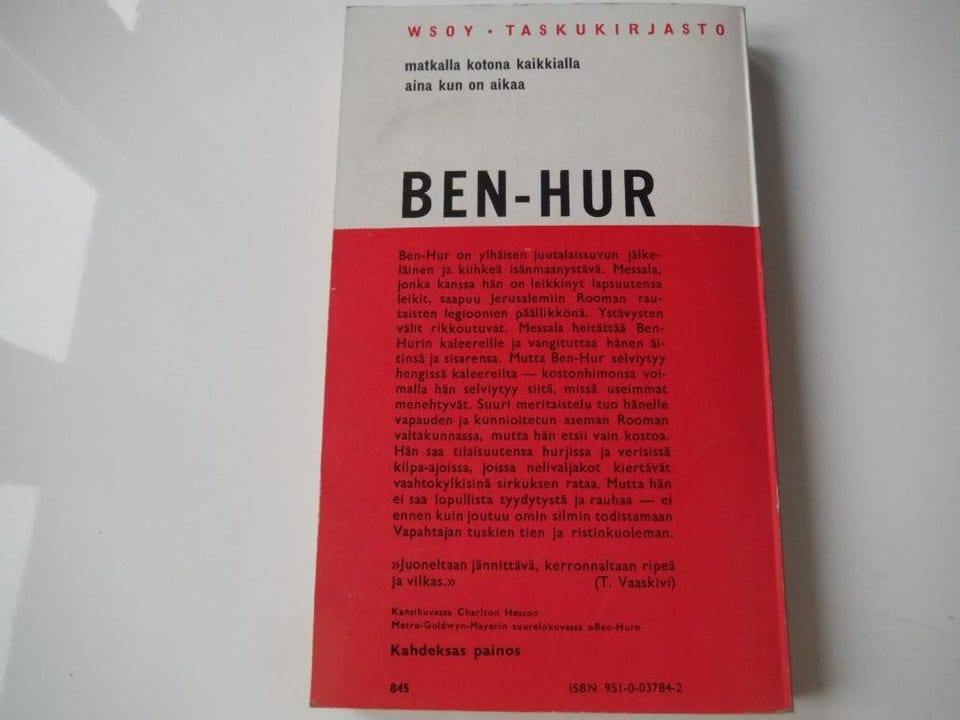 WSOY • TASKUKIRJASTO
matkalla kotona kaikkialla
aina kun on aikaa
BEN-HUR
Ben-Hur on ylhäisen juutalaissuvun jälke-
läinen ja kiihkeä isänmaanystävä. Messala,
jonka kanssa hän on leikkinyt lapsuutensa
leikit, saapuu Jerusalemiin Rooman rau-
taisten legioonien päällikkönä. Ystävysten
välit rikkoutuvat. Messala heitättää Ben-
Hurin kaleereille ja vangituttaa hänen äi-
tinsä ja sisarensa. Mutta Ben-Hur selviytyy
hengissä kaleereilta — kostonhimonsa voi-
malla hän selviytyy siitä, missä useimmat
menehtyvät. Suuri meritaistelu tuo hänelle
vapauden ja kunnioitetun aseman Rooman
valtakunnassa, mutta hän etsii vain kostoa.
Hän saa tilaisuutensa hurjissa ja verisissä
kilpa-ajoissa, joissa nelivaljakot kiertävät
vaahtokylkisinä sirkuksen rataa. Mutta hän
ei saa lopullista tyydytystä ja rauhaa — ei
ennen kuin joutuu omin silmin todistamaan
Vapahtajan tuskien tien ja ristinkuoleman.
»Juoneltaan jännittävä, kerronnaltaan ripeä
ja vilkas.» (T. Vaaskivi)
Kansikuvassa Charlton Heston
Metro-Goldwyn-Mayerin suurelokuvassa »Ben-Hur»
Kahdeksas painos
845 ISBN 951-0-03784-2